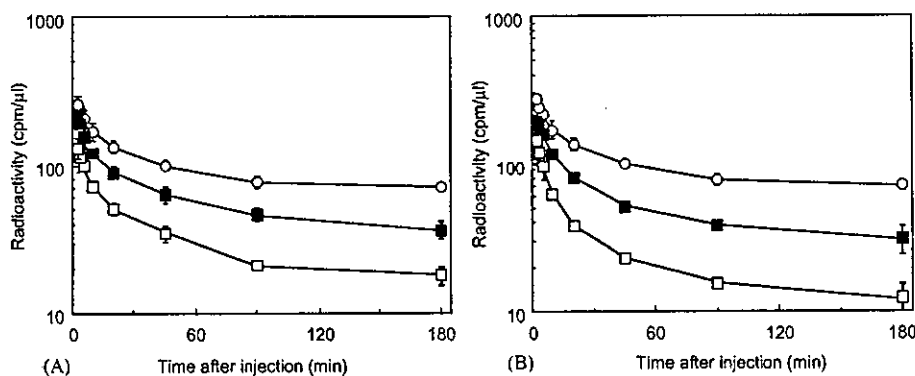 1000
100
10
Radioactivity (cpm/μl)
0
60
120
180
(A)
Time after injection (min)
1000
100
10
Radioactivity (cpm/μl)
0
60
120
180
(B)
Time after injection (min)